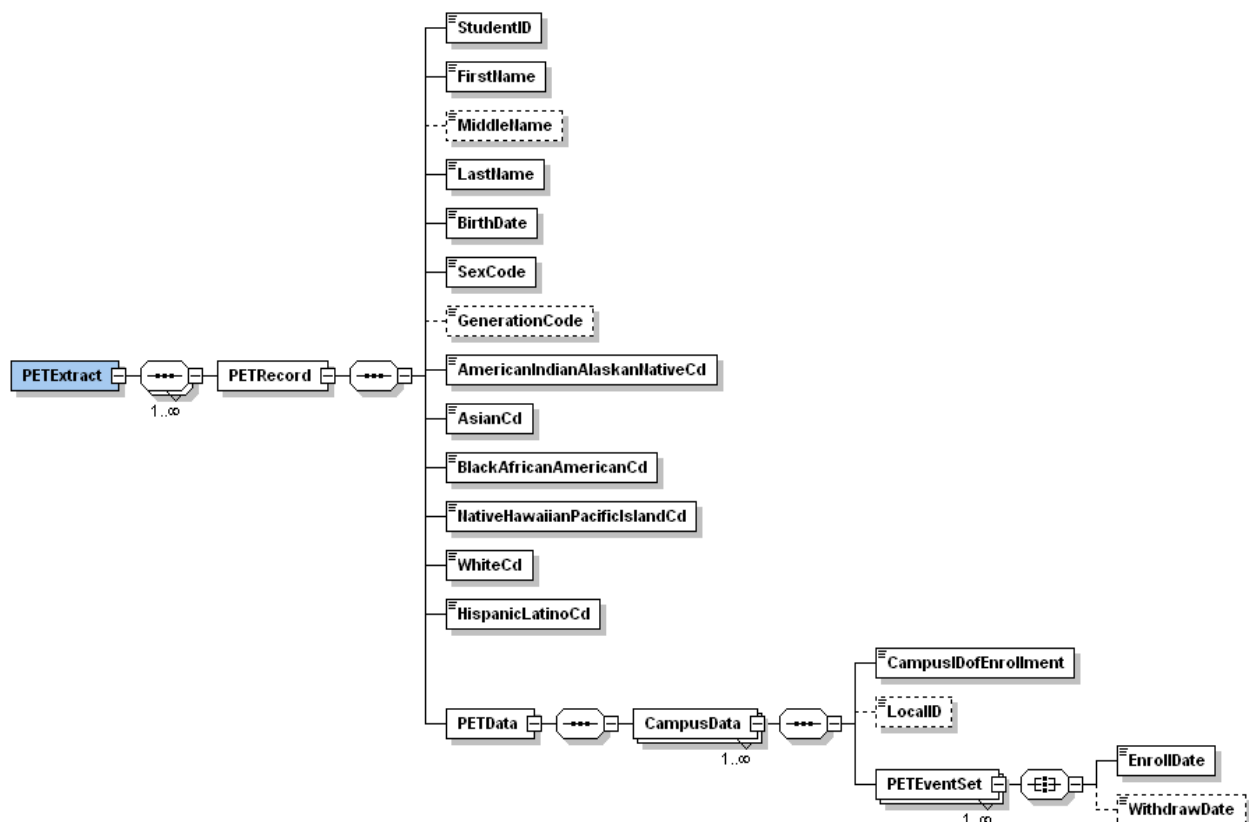 StudentID
FirstName
MiddleName
LastName
BirthDate
SexCode
GenerationCode
PETExtract
1..∞
PETRecord
AmericanIndianAlaskanNativeCd
AsianCd
BlackAfricanAmericanCd
NativeHawaiianPacificIslandCd
WhiteCd
HispanicLatinoCd
PETData
CampusData
1..∞
CampusIDofEnrollment
LocalID
PETEventSet
1..∞
EnrollDate
WithdrawDate